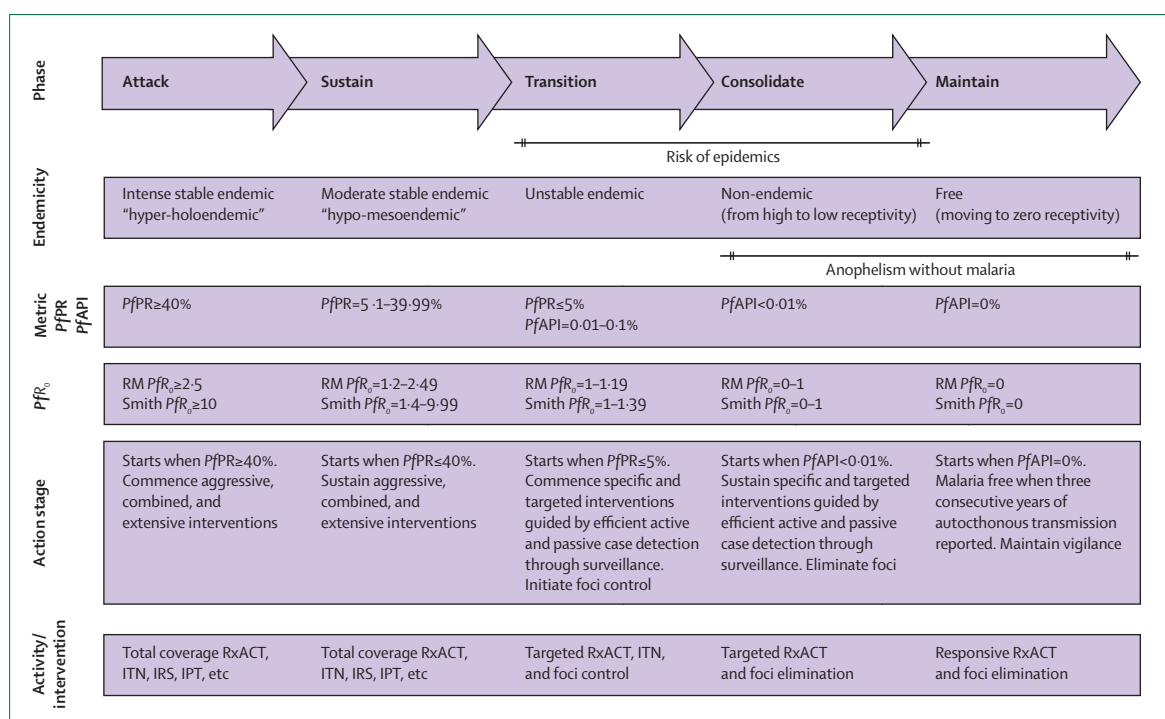 Phase
Attack
Sustain
Transition
Consolidate
Maintain
Risk of epidemics
Endemicity
Intense stable endemic
“hyper-holoendemic”
Moderate stable endemic
“hypo-mesoendemic”
Unstable endemic
Non-endemic
(from high to low receptivity)
Free
(moving to zero receptivity)
Anophelism without malaria
Metric
PfPR
PfAPI
PfPR≥40%
PfPR=5·1–39·99%
PfPR≤5%
PfAPI=0·01–0·1%
PfAPI<0·01%
PfAPI=0%
PfR₀
RM PfR₀≥2·5
Smith PfR₀≥10
RM PfR₀=1·2–2·49
Smith PfR₀=1·4–9·99
RM PfR₀=1–1·19
Smith PfR₀=1–1·39
RM PfR₀=0–1
Smith PfR₀=0–1
RM PfR₀=0
Smith PfR₀=0
Action stage
Starts when PfPR≥40%.
Commence aggressive,
combined, and
extensive interventions
Starts when PfPR≤40%.
Sustain aggressive,
combined, and
extensive interventions
Starts when PfPR≤5%.
Commence specific and
targeted interventions
guided by efficient active
and passive case detection
through surveillance.
Initiate foci control
Starts when PfAPI<0·01%.
Sustain specific and targeted
interventions guided by
efficient active and passive
case detection through
surveillance. Eliminate foci
Starts when PfAPI=0%.
Malaria free when three
consecutive years of
autocthonous transmission
reported. Maintain vigilance
Activity/
intervention
Total coverage RxACT,
ITN, IRS, IPT, etc
Total coverage RxACT,
ITN, IRS, IPT, etc
Targeted RxACT, ITN,
and foci control
Targeted RxACT
and foci elimination
Responsive RxACT
and foci elimination